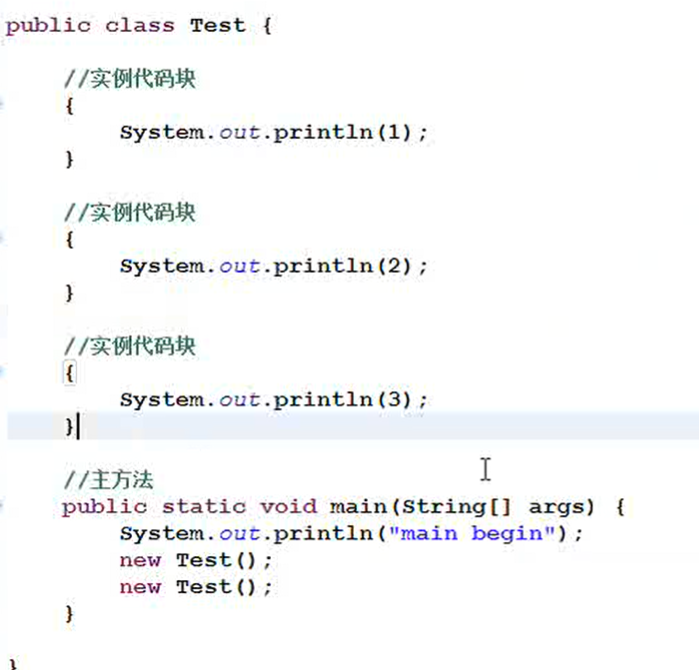 public class Test {
//实例代码块
{
System.out.println(1);
}
//实例代码块
{
System.out.println(2);
}
//实例代码块
{
System.out.println(3);
}
//主方法
public static void main(String[] args) {
System.out.println("main begin");
new Test();
new Test();
}
}